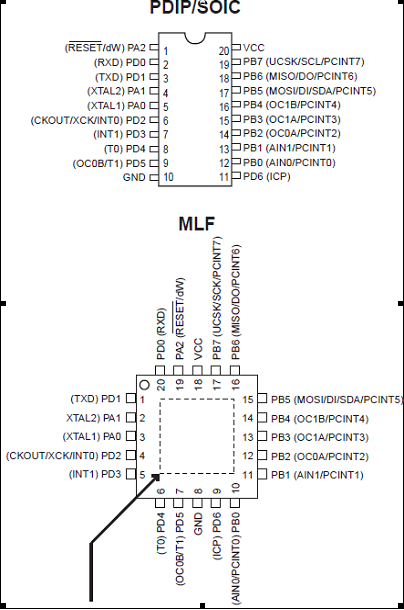 PDIP/SOIC
(RESET/dW) PA2 1 20 VCC
(RXD) PD0 2 19 PB7 (UCSK/SCL/PCINT7)
(TXD) PD1 3 18 PB6 (MISO/DO/PCINT6)
(XTAL2) PA1 4 17 PB5 (MOSI/DI/SDA/PCINT5)
(XTAL1) PA0 5 16 PB4 (OC1B/PCINT4)
(CKOUT/XCK/INT0) PD2 6 15 PB3 (OC1A/PCINT3)
(INT1) PD3 7 14 PB2 (OC0A/PCINT2)
(T0) PD4 8 13 PB1 (AIN1/PCINT1)
(OC0B/T1) PD5 9 12 PB0 (AIN0/PCINT0)
GND 10 11 PD6 (ICP)
MLF
PD0 (RXD)
PA2 (RESET/dW)
VCC
PB7 (UCSK/SCK/PCINT7)
PB6 (MISO/DO/PCINT6)
20 19 18 17 16
(TXD) PD1 1 15 PB5 (MOSI/DI/SDA/PCINT5)
XTAL2) PA1 2 14 PB4 (OC1B/PCINT4)
(XTAL1) PA0 3 13 PB3 (OC1A/PCINT3)
(CKOUT/XCK/INT0) PD2 4 12 PB2 (OC0A/PCINT2)
(INT1) PD3 5 11 PB1 (AIN1/PCINT1)
6 7 8 9 10
(T0) PD4
(OC0B/T1) PD5
GND
(ICP) PD6
(AIN0/PCINT0) PB0